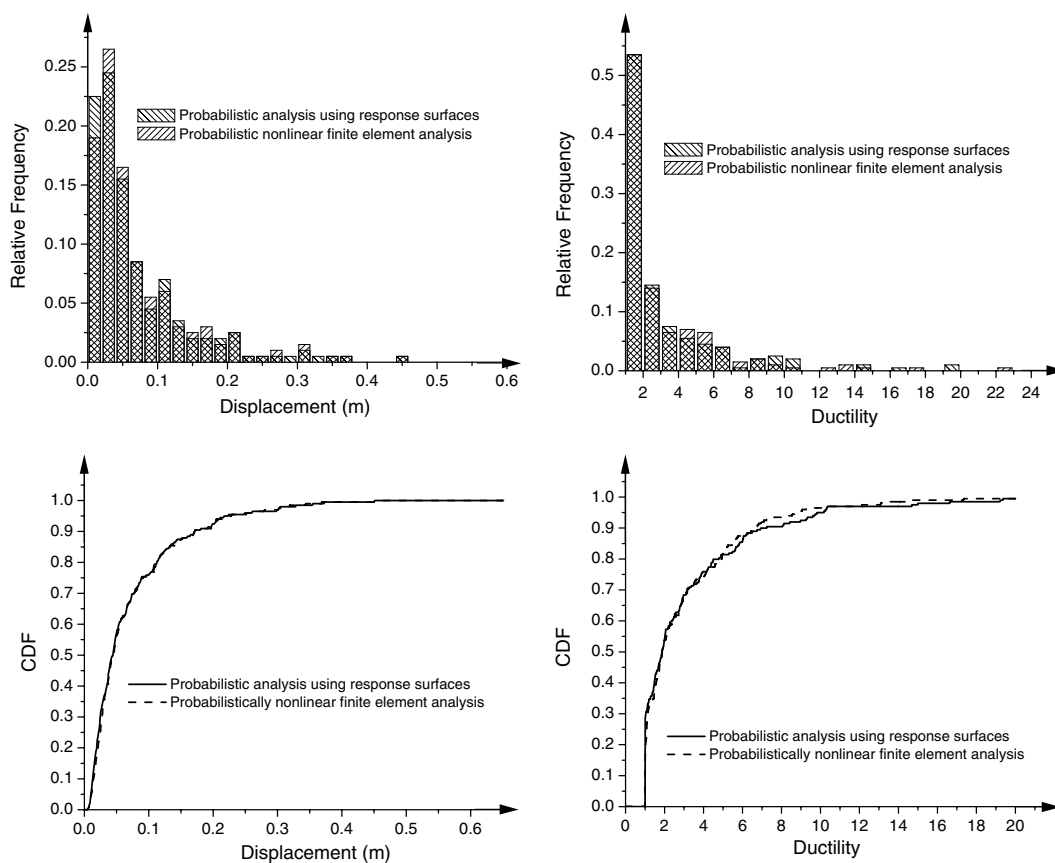 0.25
0.20
0.15
0.10
0.05
0.00
Relative Frequency
Probabilistic analysis using response surfaces
Probabilistic nonlinear finite element analysis
0.0 0.1 0.2 0.3 0.4 0.5 0.6
Displacement (m)
0.5
0.4
0.3
0.2
0.1
0.0
Relative Frequency
Probabilistic analysis using response surfaces
Probabilistic nonlinear finite element analysis
2 4 6 8 10 12 14 16 18 20 22 24
Ductility
1.0
0.9
0.8
0.7
0.6
0.5
0.4
0.3
0.2
0.1
0.0
CDF
Probabilistic analysis using response surfaces
Probabilistically nonlinear finite element analysis
0.0 0.1 0.2 0.3 0.4 0.5 0.6
Displacement (m)
1.0
0.9
0.8
0.7
0.6
0.5
0.4
0.3
0.2
0.1
0.0
CDF
Probabilistic analysis using response surfaces
Probabilistically nonlinear finite element analysis
0 2 4 6 8 10 12 14 16 18 20
Ductility